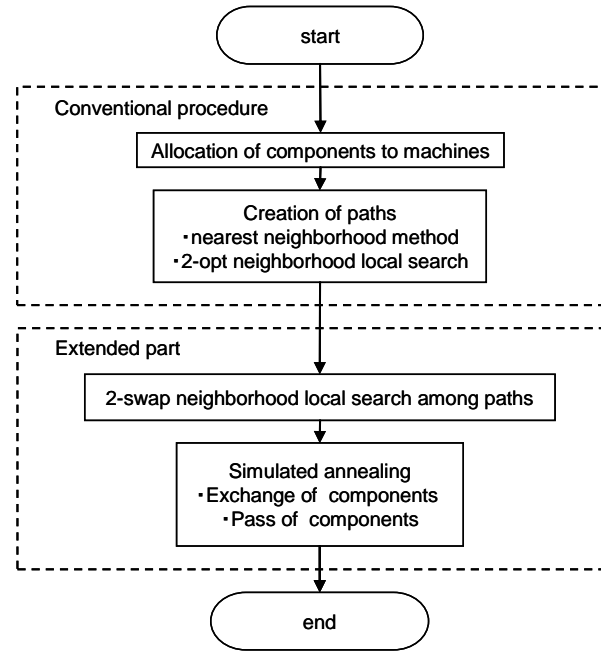 start
Conventional procedure
Allocation of components to machines
Creation of paths
・nearest neighborhood method
・2-opt neighborhood local search
Extended part
2-swap neighborhood local search among paths
Simulated annealing
・Exchange of components
・Pass of components
end